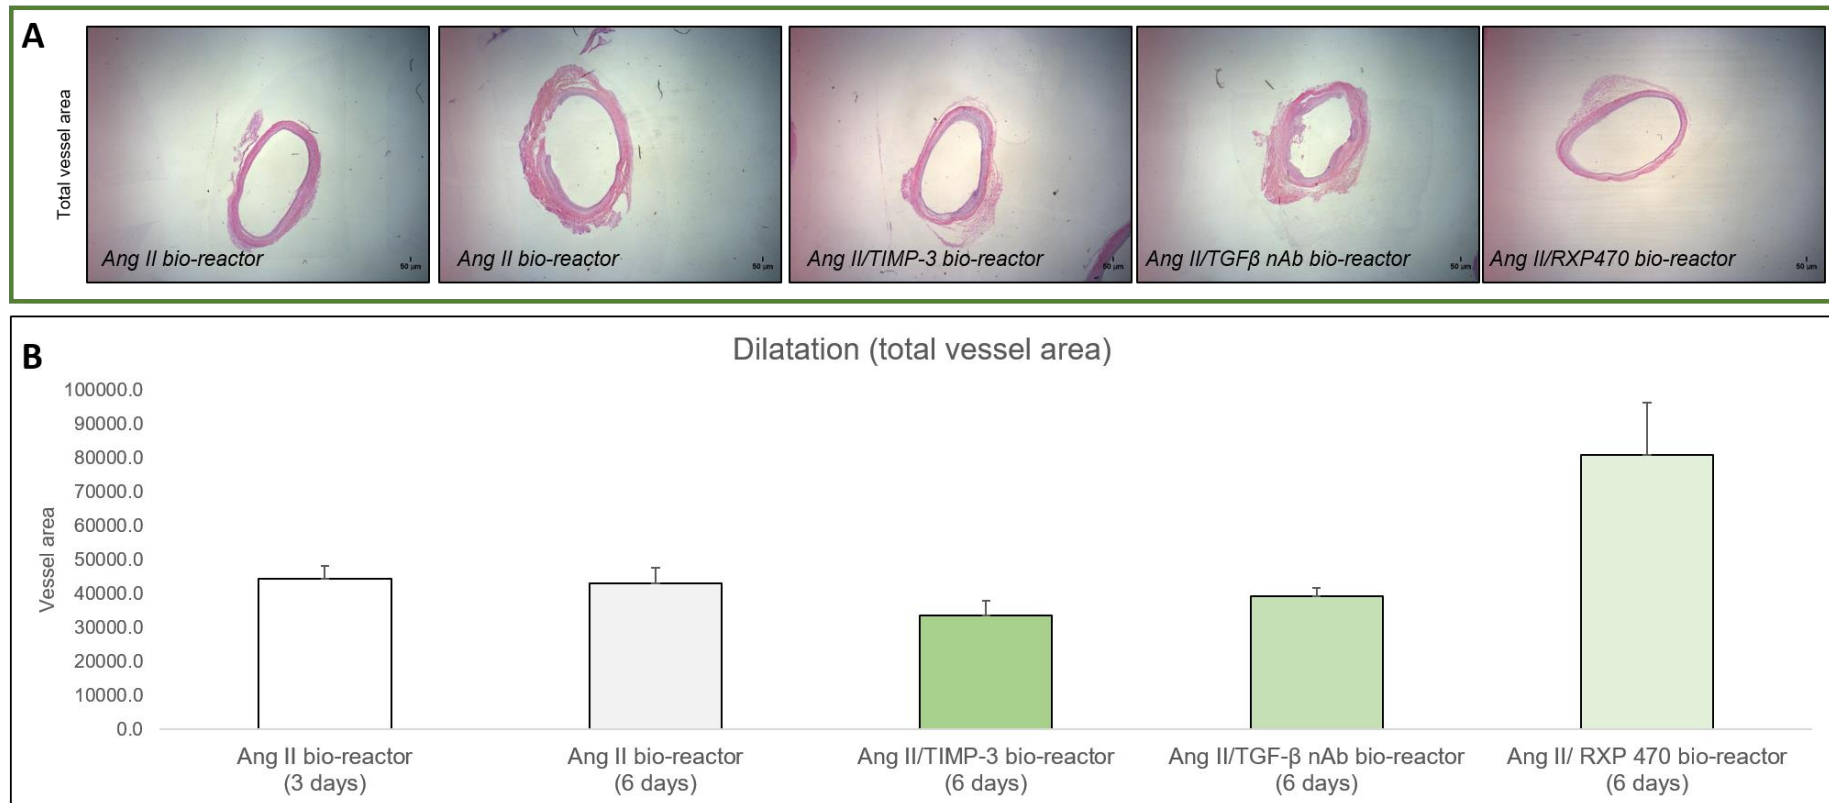 A
Total vessel area
Ang II bio-reactor
50 µm
Ang II bio-reactor
50 µm
Ang II/TIMP-3 bio-reactor
50 µm
Ang II/TGFβ nAb bio-reactor
50 µm
Ang II/RXP470 bio-reactor
50 µm
B
Dilatation (total vessel area)
Vessel area
100000.0
90000.0
80000.0
70000.0
60000.0
50000.0
40000.0
30000.0
20000.0
10000.0
0.0
Ang II bio-reactor
(3 days)
Ang II bio-reactor
(6 days)
Ang II/TIMP-3 bio-reactor
(6 days)
Ang II/TGF-β nAb bio-reactor
(6 days)
Ang II/ RXP 470 bio-reactor
(6 days)